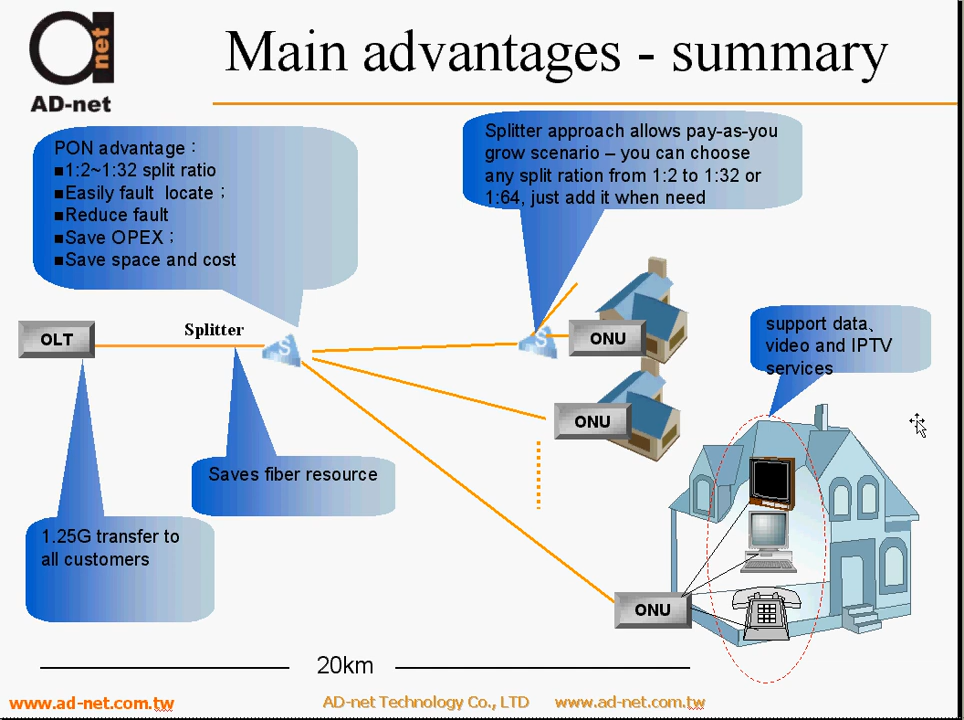 net
AD-net
Main advantages - summary
PON advantage：
■1:2~1:32 split ratio
■Easily fault locate；
■Reduce fault
■Save OPEX；
■Save space and cost
Splitter approach allows pay-as-you
grow scenario – you can choose
any split ration from 1:2 to 1:32 or
1:64, just add it when need
OLT
Splitter
S
S
ONU
ONU
support data、
video and IPTV
services
Saves fiber resource
1.25G transfer to
all customers
ONU
20km
www.ad-net.com.tw
AD-net Technology Co., LTD www.ad-net.com.tw